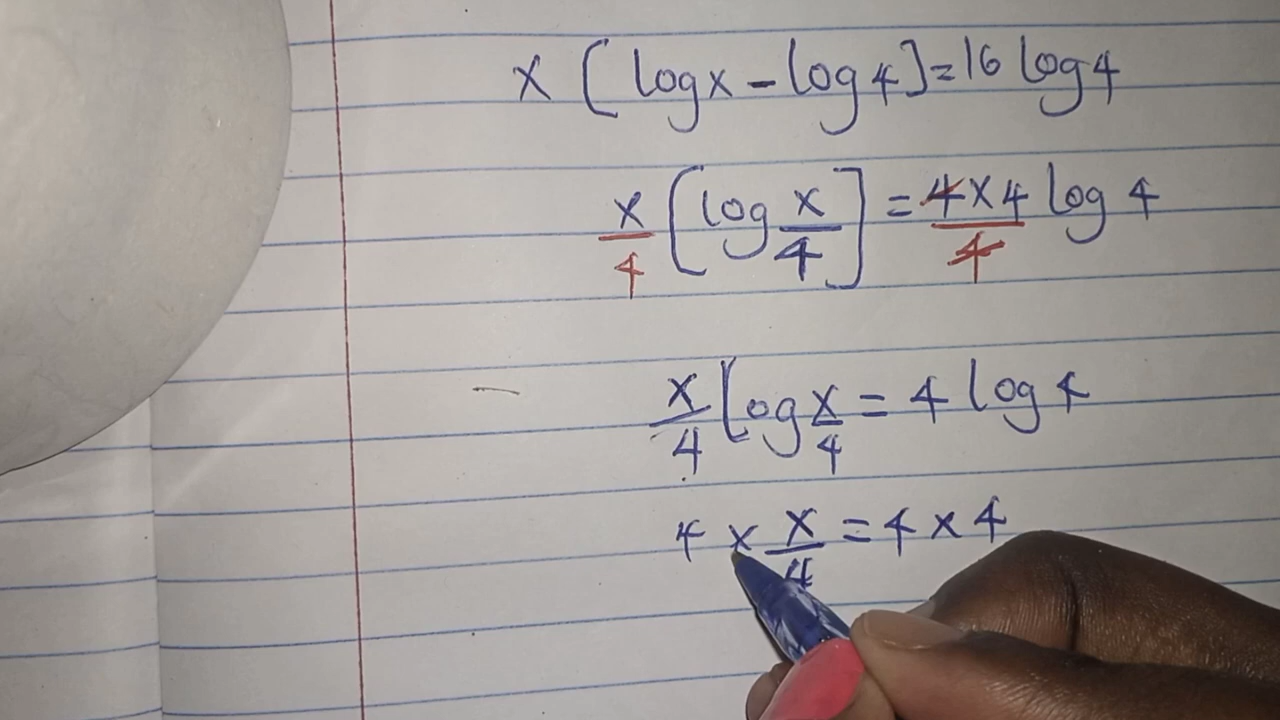 x [ log x - log 4 ] = 16 log 4
x/4 [ log x/4 ] = 4 x 4/4 log 4
x/4 log x/4 = 4 log 4
4 x x/4 = 4 x 4